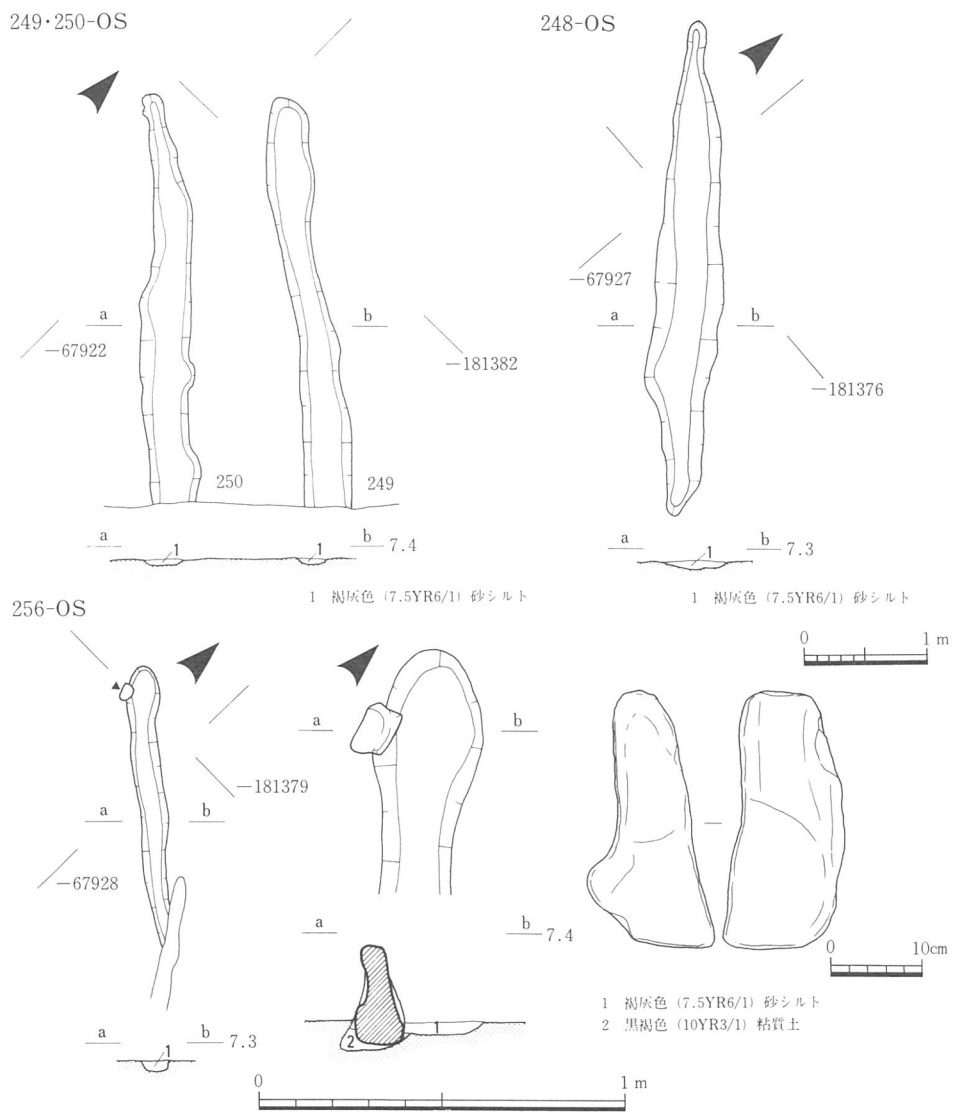 249・250-OS
—67922
a
b
—181382
250
249
a
b 7.4
1
1
1 褐灰色 (7.5YR6/1) 砂シルト
248-OS
—67927
a
b
—181376
a
b 7.3
1
1 褐灰色 (7.5YR6/1) 砂シルト
0 1 m
256-OS
—181379
a
b
—67928
a
b 7.3
1
a
b
a
b 7.4
1
2
0 10cm
1 褐灰色 (7.5YR6/1) 砂シルト
2 黒褐色 (10YR3/1) 粘質土
0 1 m